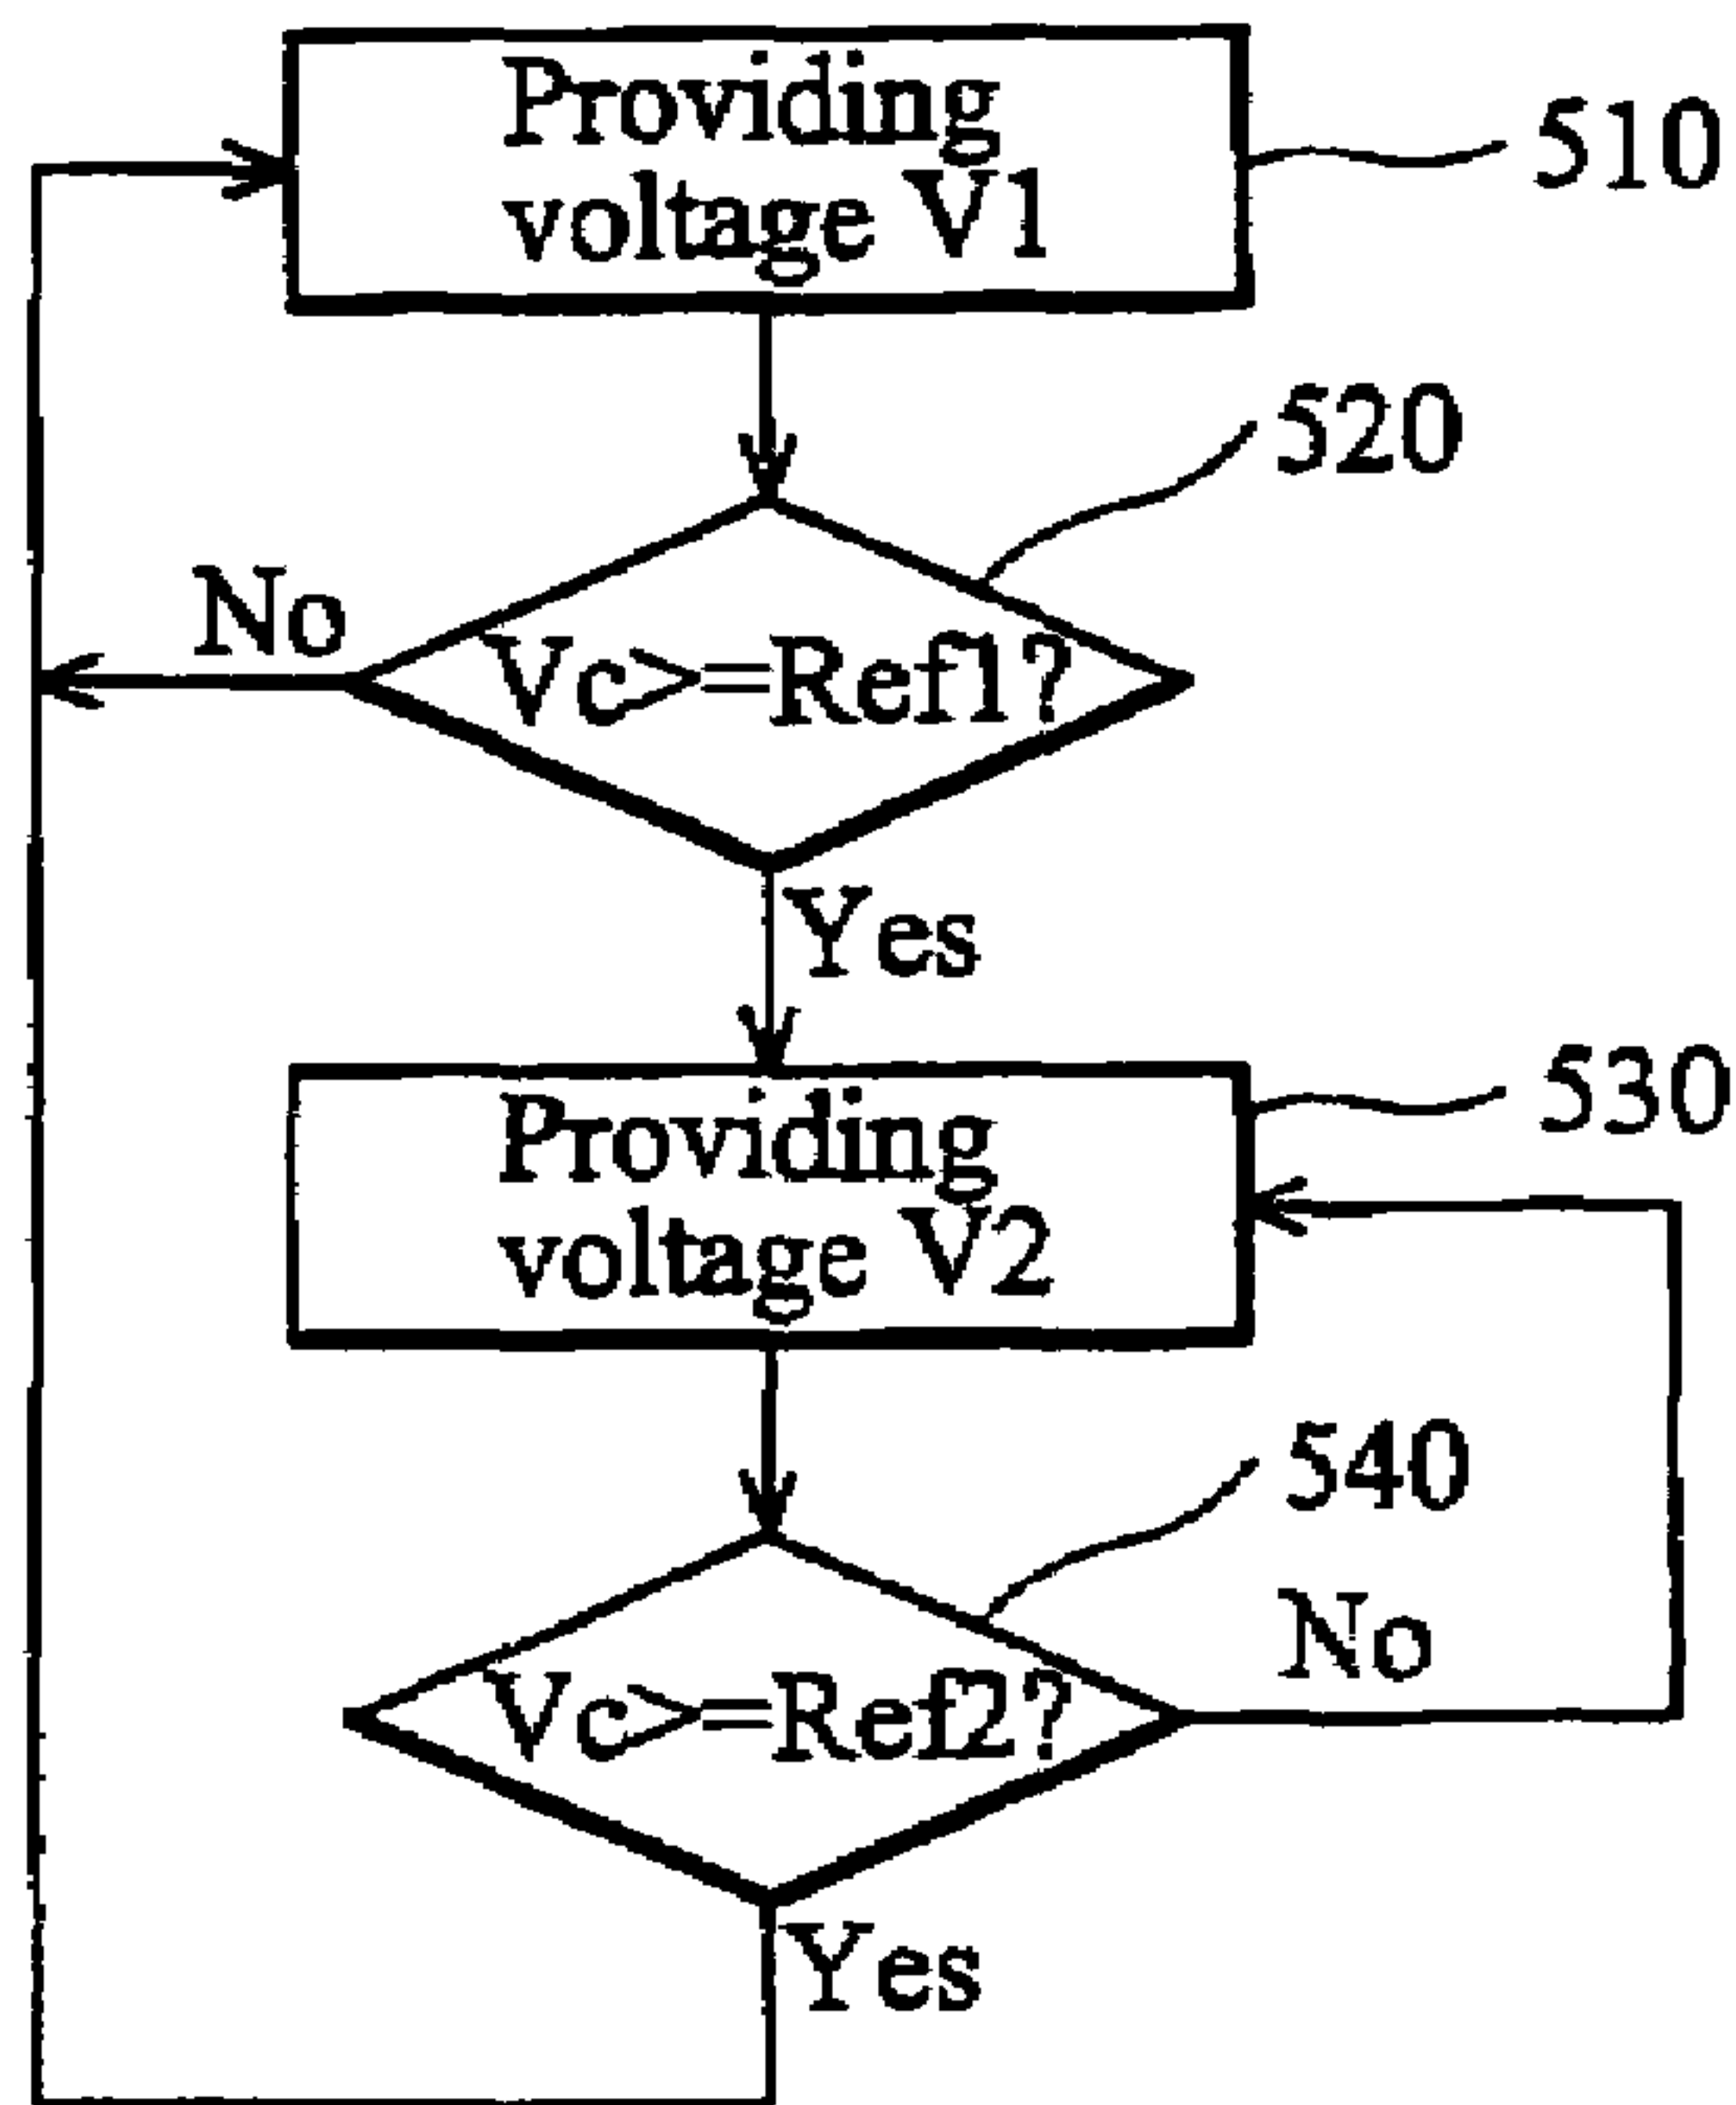 Providing
voltage V1
510
520
No
Vc>=Ref1?
Yes
530
Providing
voltage V2
540
No
Vc>=Ref2?
Yes